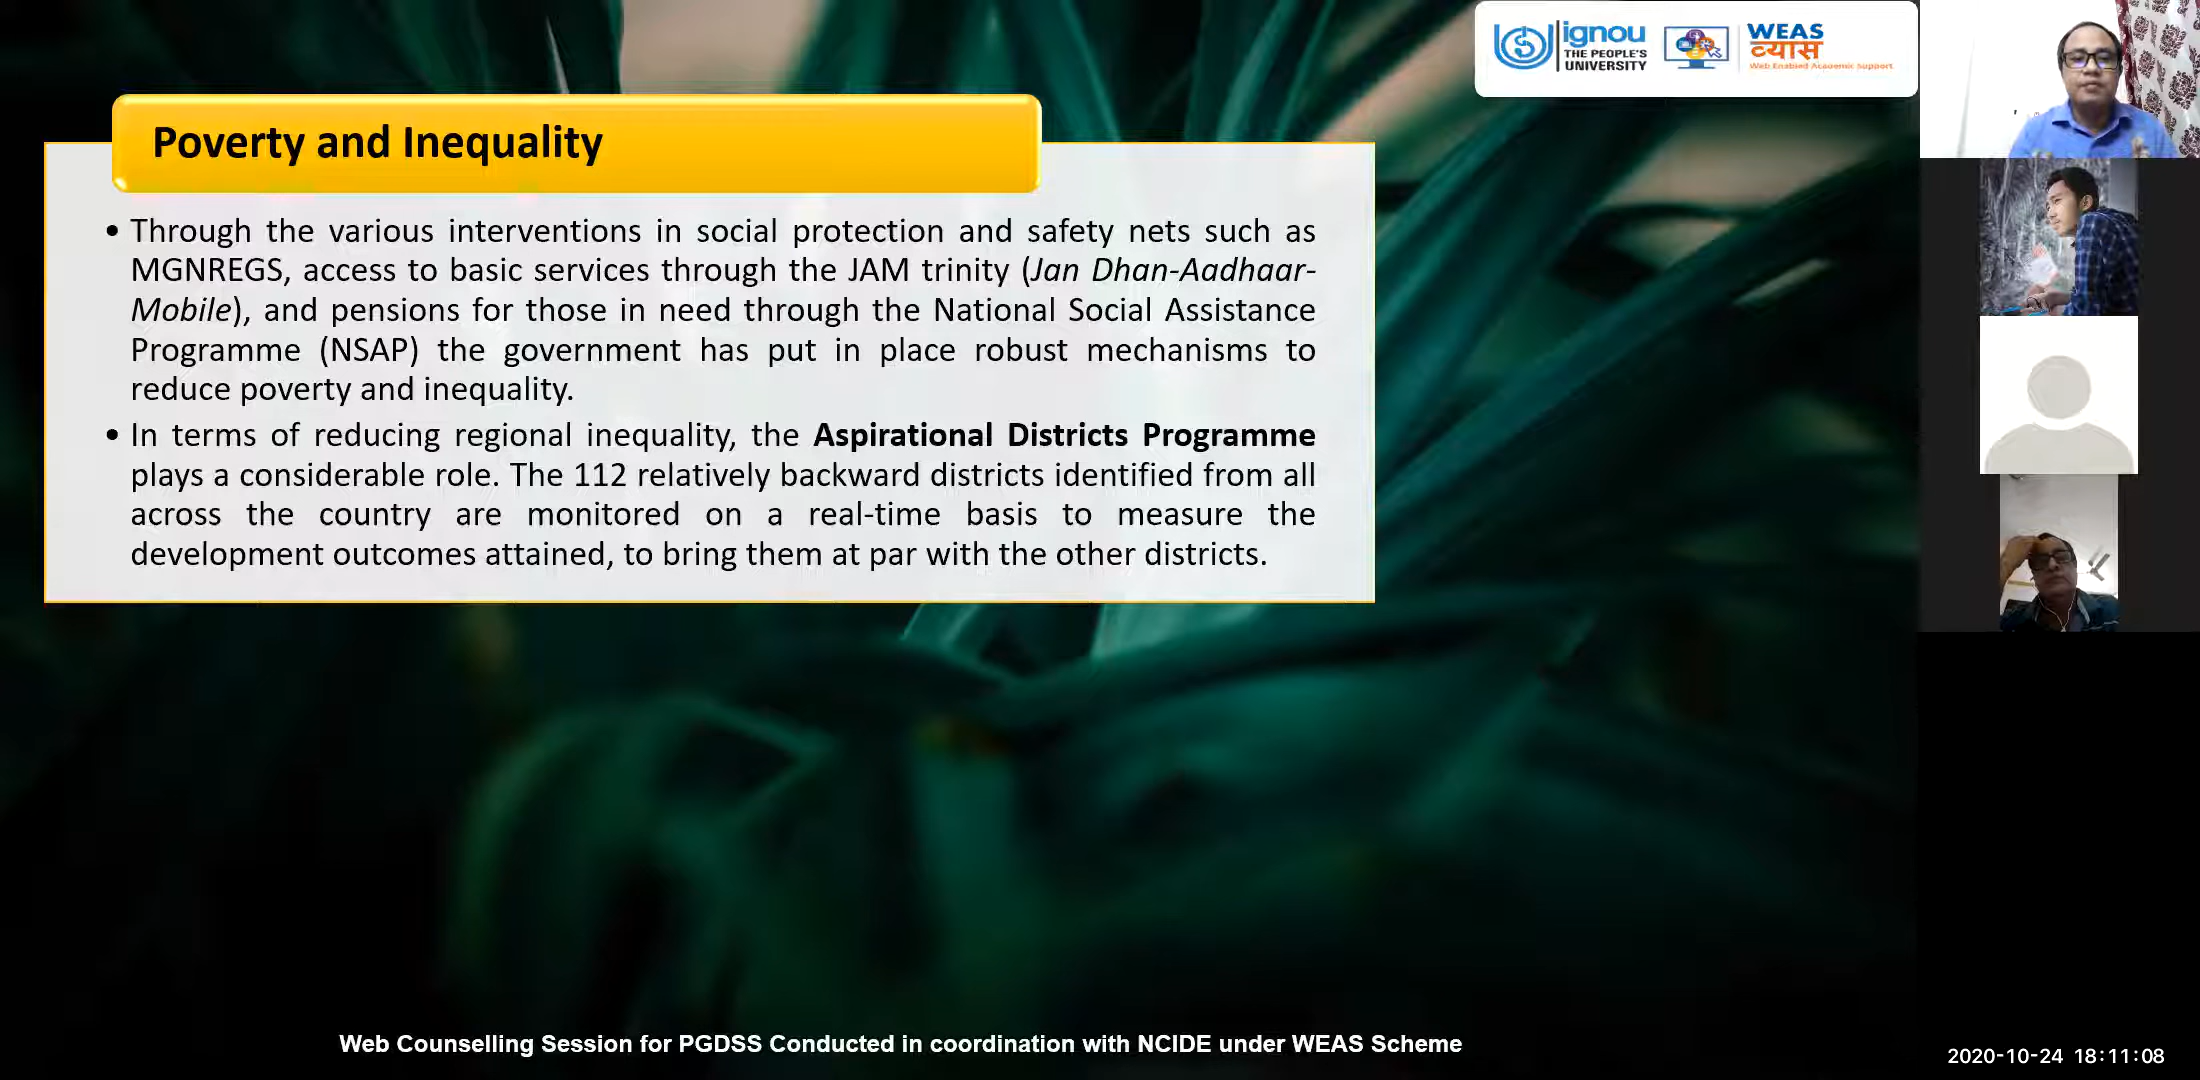 ignou
THE PEOPLE'S
UNIVERSITY
WEAS
व्यास
Web Enabled Academic Support
Poverty and Inequality
• Through the various interventions in social protection and safety nets such as
MGNREGS, access to basic services through the JAM trinity (Jan Dhan-Aadhaar-
Mobile), and pensions for those in need through the National Social Assistance
Programme (NSAP) the government has put in place robust mechanisms to
reduce poverty and inequality.
• In terms of reducing regional inequality, the Aspirational Districts Programme
plays a considerable role. The 112 relatively backward districts identified from all
across the country are monitored on a real-time basis to measure the
development outcomes attained, to bring them at par with the other districts.
Web Counselling Session for PGDSS Conducted in coordination with NCIDE under WEAS Scheme
2020-10-24 18:11:08